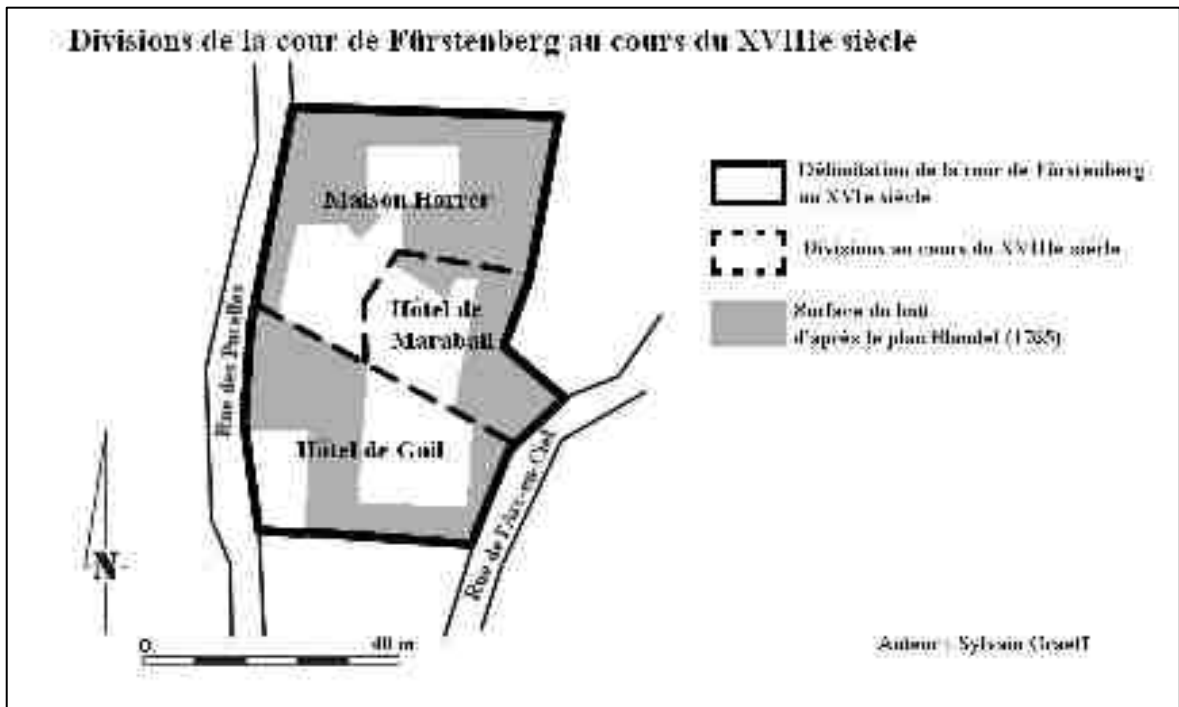 Divisions de la cour de Fürstenberg au cours du XVIIIe siècle
Délimitation de la cour de Fürstenberg
au XVIe siècle
Maison Horrer
Divisions au cours du XVIIIe siècle
Hôtel de
Marabail
Surface du bati
d'après le plan Blondel (1765)
Rue des Pucelles
Hôtel de Gail
Rue de l'Arc-en-Ciel
N
0
40 m
Auteur : Sylvain Graeff